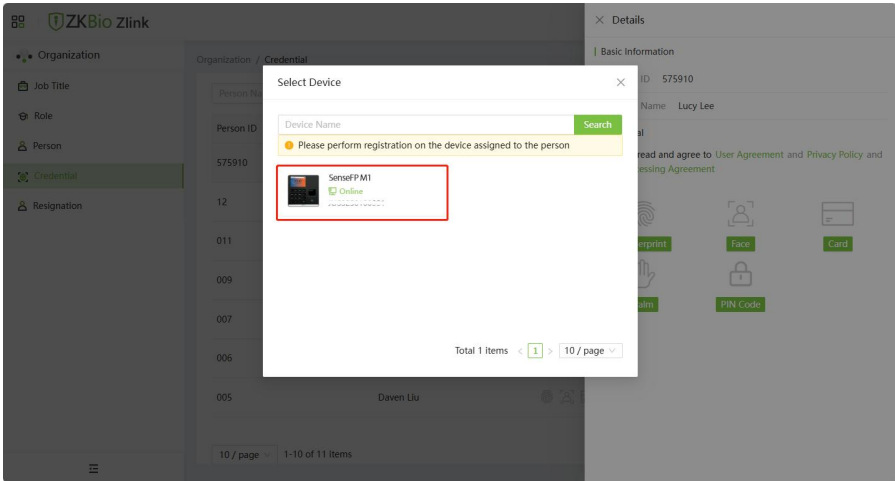 ZKBio Zlink
Organization
Job Title
Role
Person
Credential
Resignation
Organization / Credential
Person Na
Person ID
575910
12
011
009
007
006
005
Daven Liu
10 / page
1-10 of 11 items
Select Device
Device Name
Search
Please perform registration on the device assigned to the person
SenseFP M1
Online
Total 1 items < 1 > 10 / page
Details
Basic Information
ID 575910
Name Lucy Lee
al
read and agree to User Agreement and Privacy Policy and
essing Agreement
erprint
Face
Card
alm
PIN Code